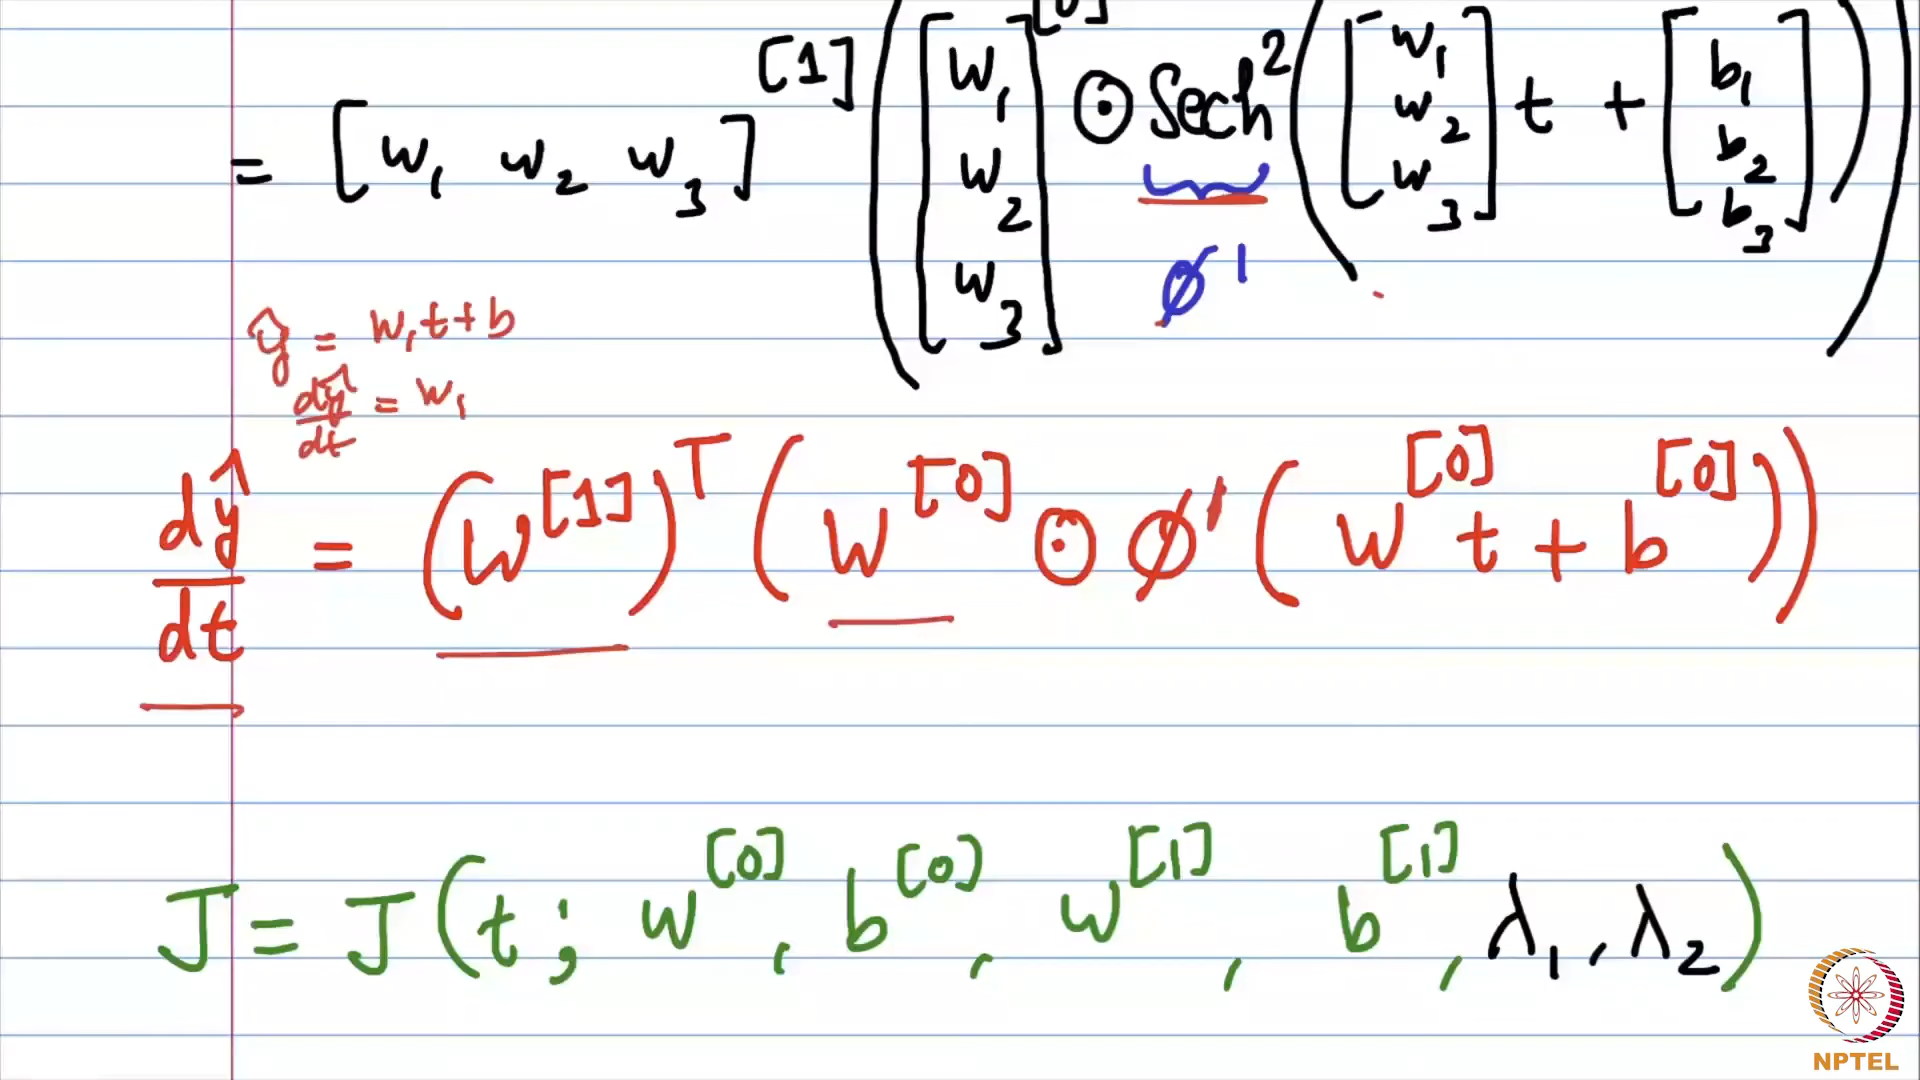 = [w₁ w₂ w₃]^[1] ([w₁ w₂ w₃]^[0] ⊙ Sech² ([w₁ w₂ w₃] t + [b₁ b₂ b₃]))
ϕ'
ŷ = w₁t + b
dŷ/dt = w₁
dŷ/dt = (W^[1])^T (W^[0] ⊙ ϕ' (W^[0] t + b^[0]))
J = J(t; w^[0], b^[0], w^[1], b^[1], λ₁, λ₂)
NPTEL